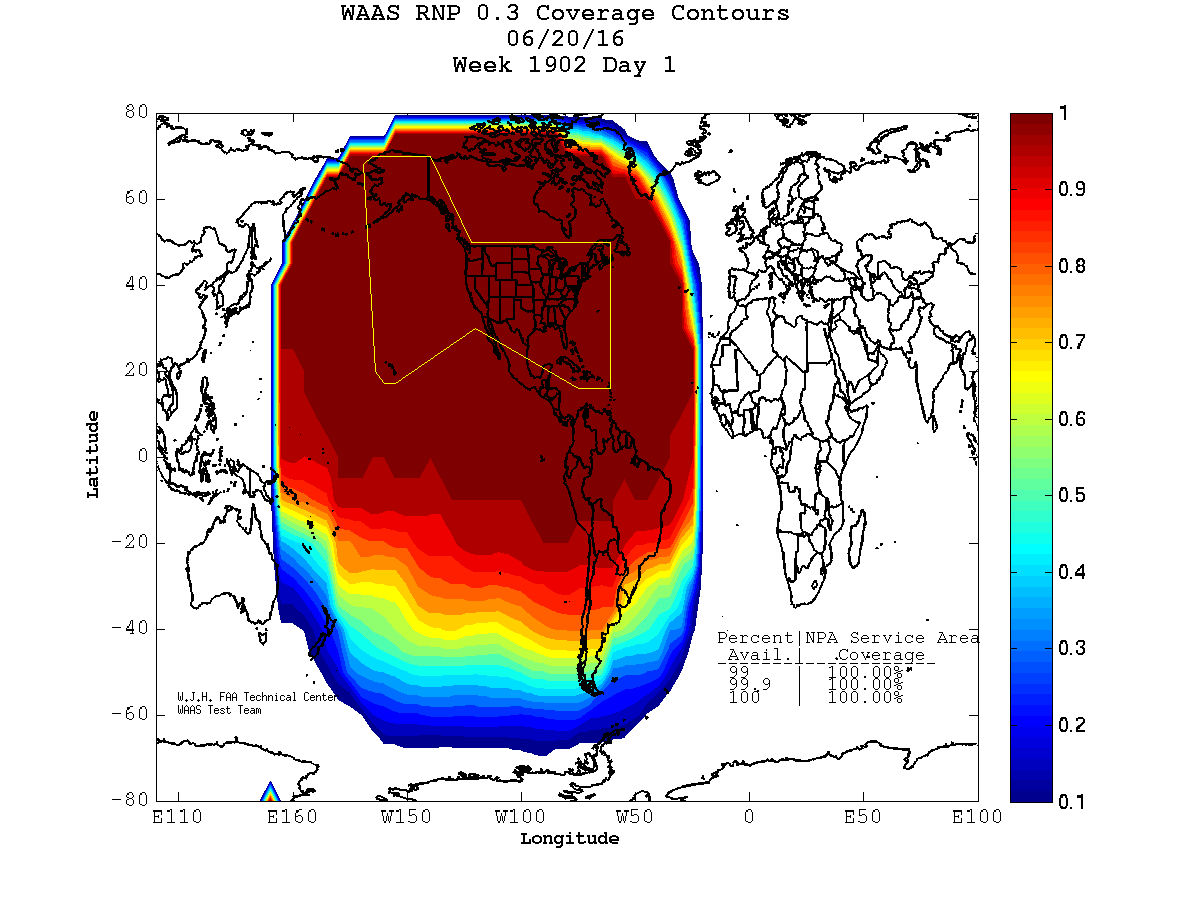 WAAS RNP 0.3 Coverage Contours
06/20/16
Week 1902 Day 1
80
60
40
20
0
-20
-40
-60
-80
Latitude
E110 E160 W150 W100 W50 0 E50 E100
Longitude
Percent|NPA Service Area
Avail.| Coverage
99 | 100.00%
99.9 | 100.00%
100 | 100.00%
W.J.H. FAA Technical Center
WAAS Test Team
1
0.9
0.8
0.7
0.6
0.5
0.4
0.3
0.2
0.1